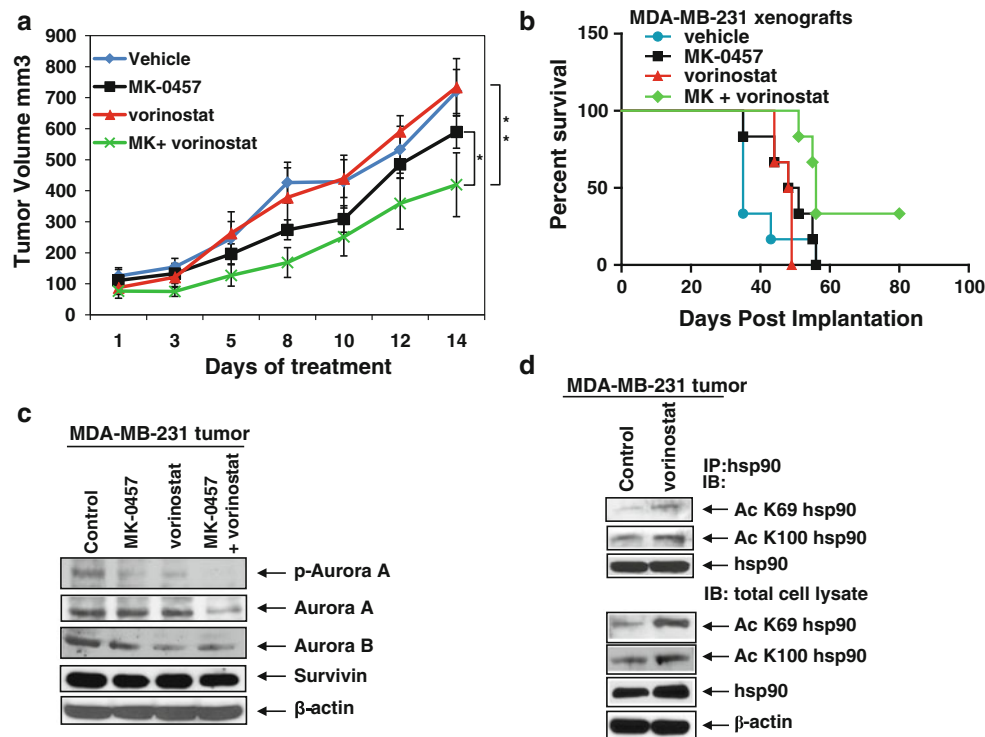 a
900
800
700
600
500
400
300
200
100
0
Tumor Volume mm3
Vehicle
MK-0457
vorinostat
MK+ vorinostat
*
*
*
1 3 5 8 10 12 14
Days of treatment
b
MDA-MB-231 xenografts
vehicle
MK-0457
vorinostat
MK + vorinostat
150
100
50
0
Percent survival
0 20 40 60 80 100
Days Post Implantation
c
MDA-MB-231 tumor
Control
MK-0457
vorinostat
MK-0457
+ vorinostat
p-Aurora A
Aurora A
Aurora B
Survivin
β-actin
d
MDA-MB-231 tumor
Control
vorinostat
IP:hsp90
IB:
Ac K69 hsp90
Ac K100 hsp90
hsp90
IB: total cell lysate
Ac K69 hsp90
Ac K100 hsp90
hsp90
β-actin